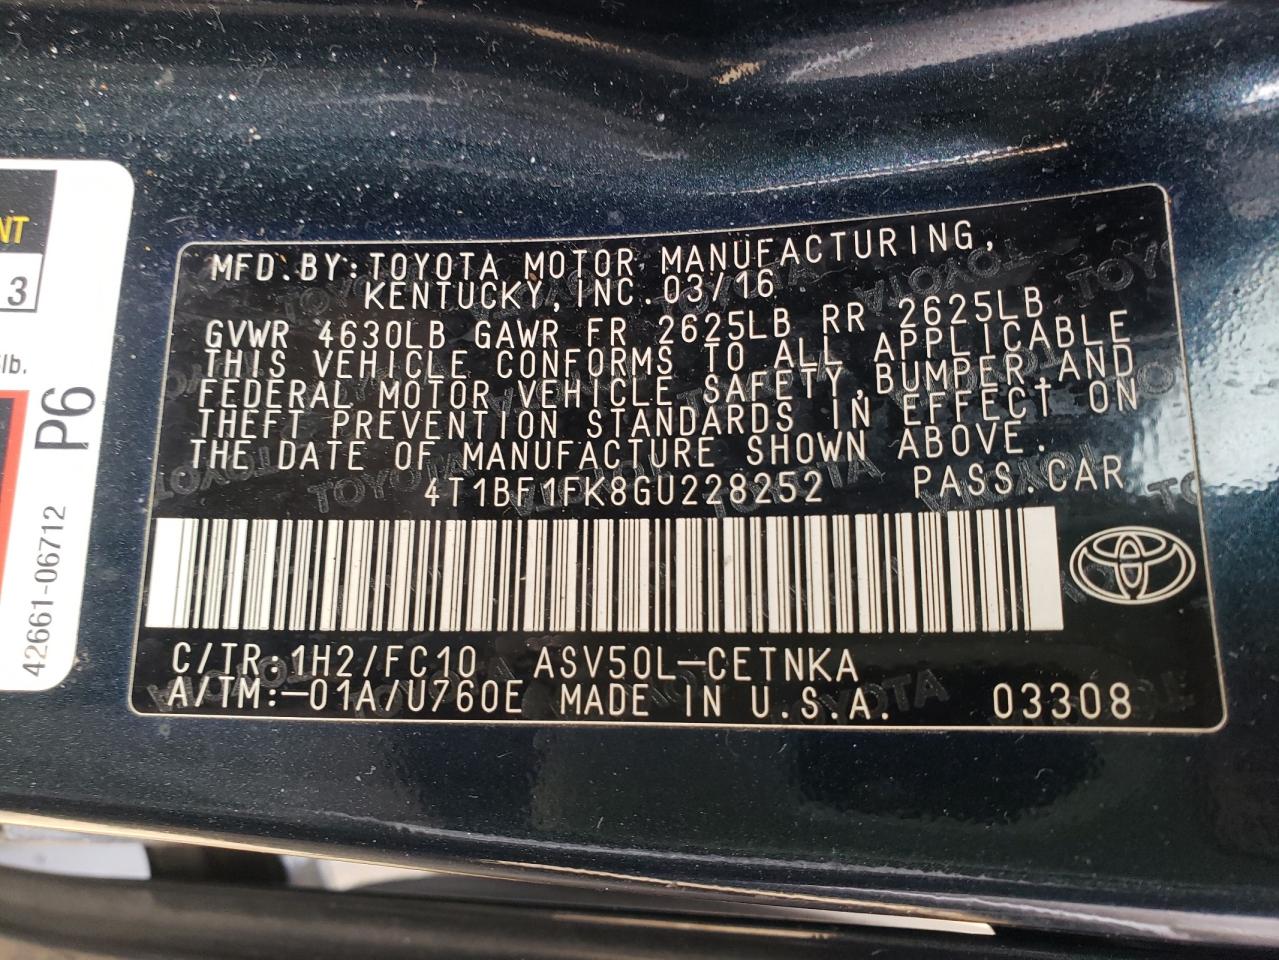 NT
3
lb.
P6
42661-06712
MFD.BY:TOYOTA MOTOR MANUFACTURING,
KENTUCKY,INC.03/16
GVWR 4630LB GAWR FR 2625LB RR 2625LB
THIS VEHICLE CONFORMS TO ALL APPLICABLE
FEDERAL MOTOR VEHICLE SAFETY,BUMPER,AND
THEFT PREVENTION STANDARDS IN EFFECT ON
THE DATE OF MANUFACTURE SHOWN ABOVE.
4T1BF1FK8GU228252 PASS.CAR
C/TR:1H2/FC10 ASV50L-CETNKA
A/TM:-01A/U760E MADE IN U.S.A. 03308